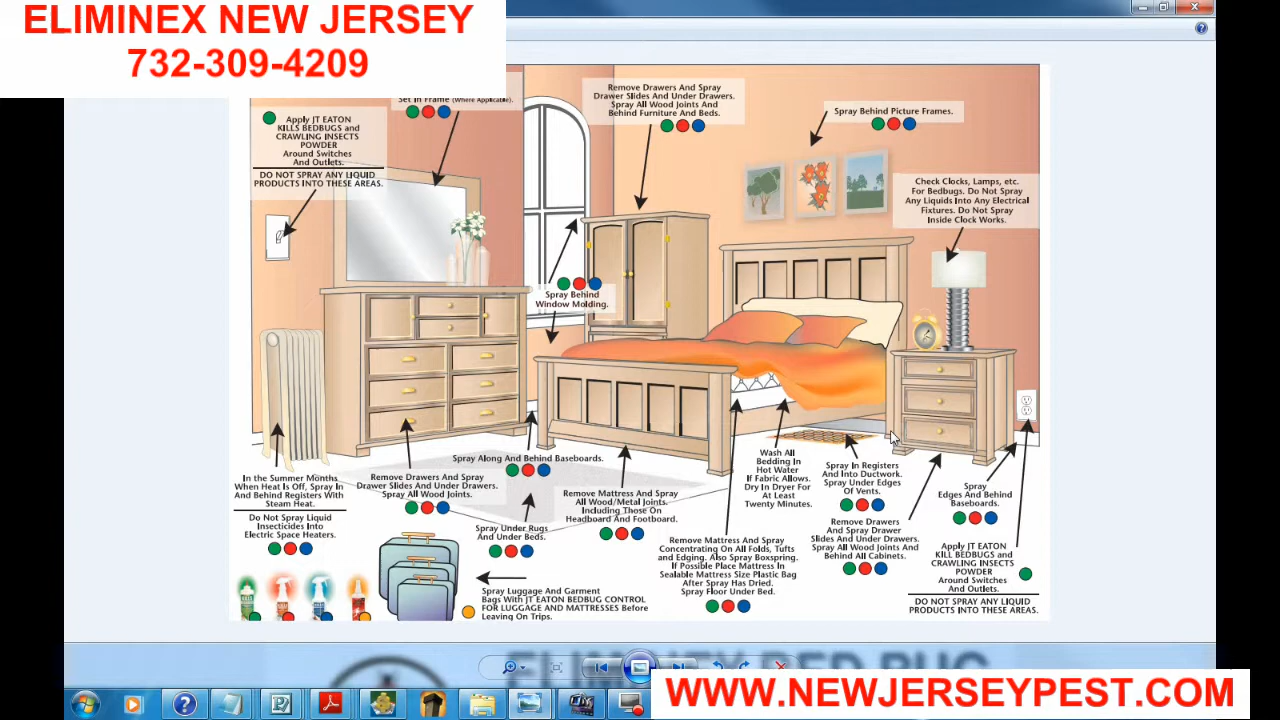 ELIMINEX NEW JERSEY
732-309-4209
Set In Frame (Where Applicable).
Apply JT EATON
KILLS BEDBUGS and
CRAWLING INSECTS
POWDER
Around Switches
And Outlets.
DO NOT SPRAY ANY LIQUID
PRODUCTS INTO THESE AREAS.
Remove Drawers And Spray
Drawer Slides And Under Drawers.
Spray All Wood Joints And
Behind Furniture And Beds.
Spray Behind Picture Frames.
Check Clocks, Lamps, etc.
For Bedbugs. Do Not Spray
Any Liquids Into Any Electrical
Fixtures. Do Not Spray
Inside Clock Works.
Spray Behind
Window Molding.
In the Summer Months
When Heat Is Off, Spray In
And Behind Registers With
Steam Heat.
Do Not Spray Liquid
Insecticides Into
Electric Space Heaters.
Remove Drawers And Spray
Drawer Slides And Under Drawers.
Spray All Wood Joints.
Spray Along And Behind Baseboards.
Spray Under Rugs
And Under Beds.
Remove Mattress And Spray
All Wood/Metal Joints.
Including Those On
Headboard And Footboard.
Remove Mattress And Spray
Concentrating On All Folds, Tufts
and Edging. Also Spray Boxspring.
If Possible Place Mattress In
Sealable Mattress Size Plastic Bag
After Spray Has Dried.
Spray Floor Under Bed.
Wash All
Bedding In
Hot Water
If Fabric Allows.
Dry In Dryer For
At Least
Twenty Minutes.
Spray In Registers
And Into Ductwork.
Spray Under Edges
Of Vents.
Remove Drawers
And Spray Drawer
Slides And Under Drawers.
Spray All Wood Joints And
Behind All Cabinets.
Spray
Edges And Behind
Baseboards.
Apply JT EATON
KILL BEDBUGS and
CRAWLING INSECTS
POWDER
Around Switches
And Outlets.
DO NOT SPRAY ANY LIQUID
PRODUCTS INTO THESE AREAS.
Spray Luggage And Garment
Bags With JT EATON BEDBUG CONTROL
FOR LUGGAGE AND MATTRESSES Before
Leaving On Trips.
ELIMINEX BED BUG
WWW.NEWJERSEYPEST.COM